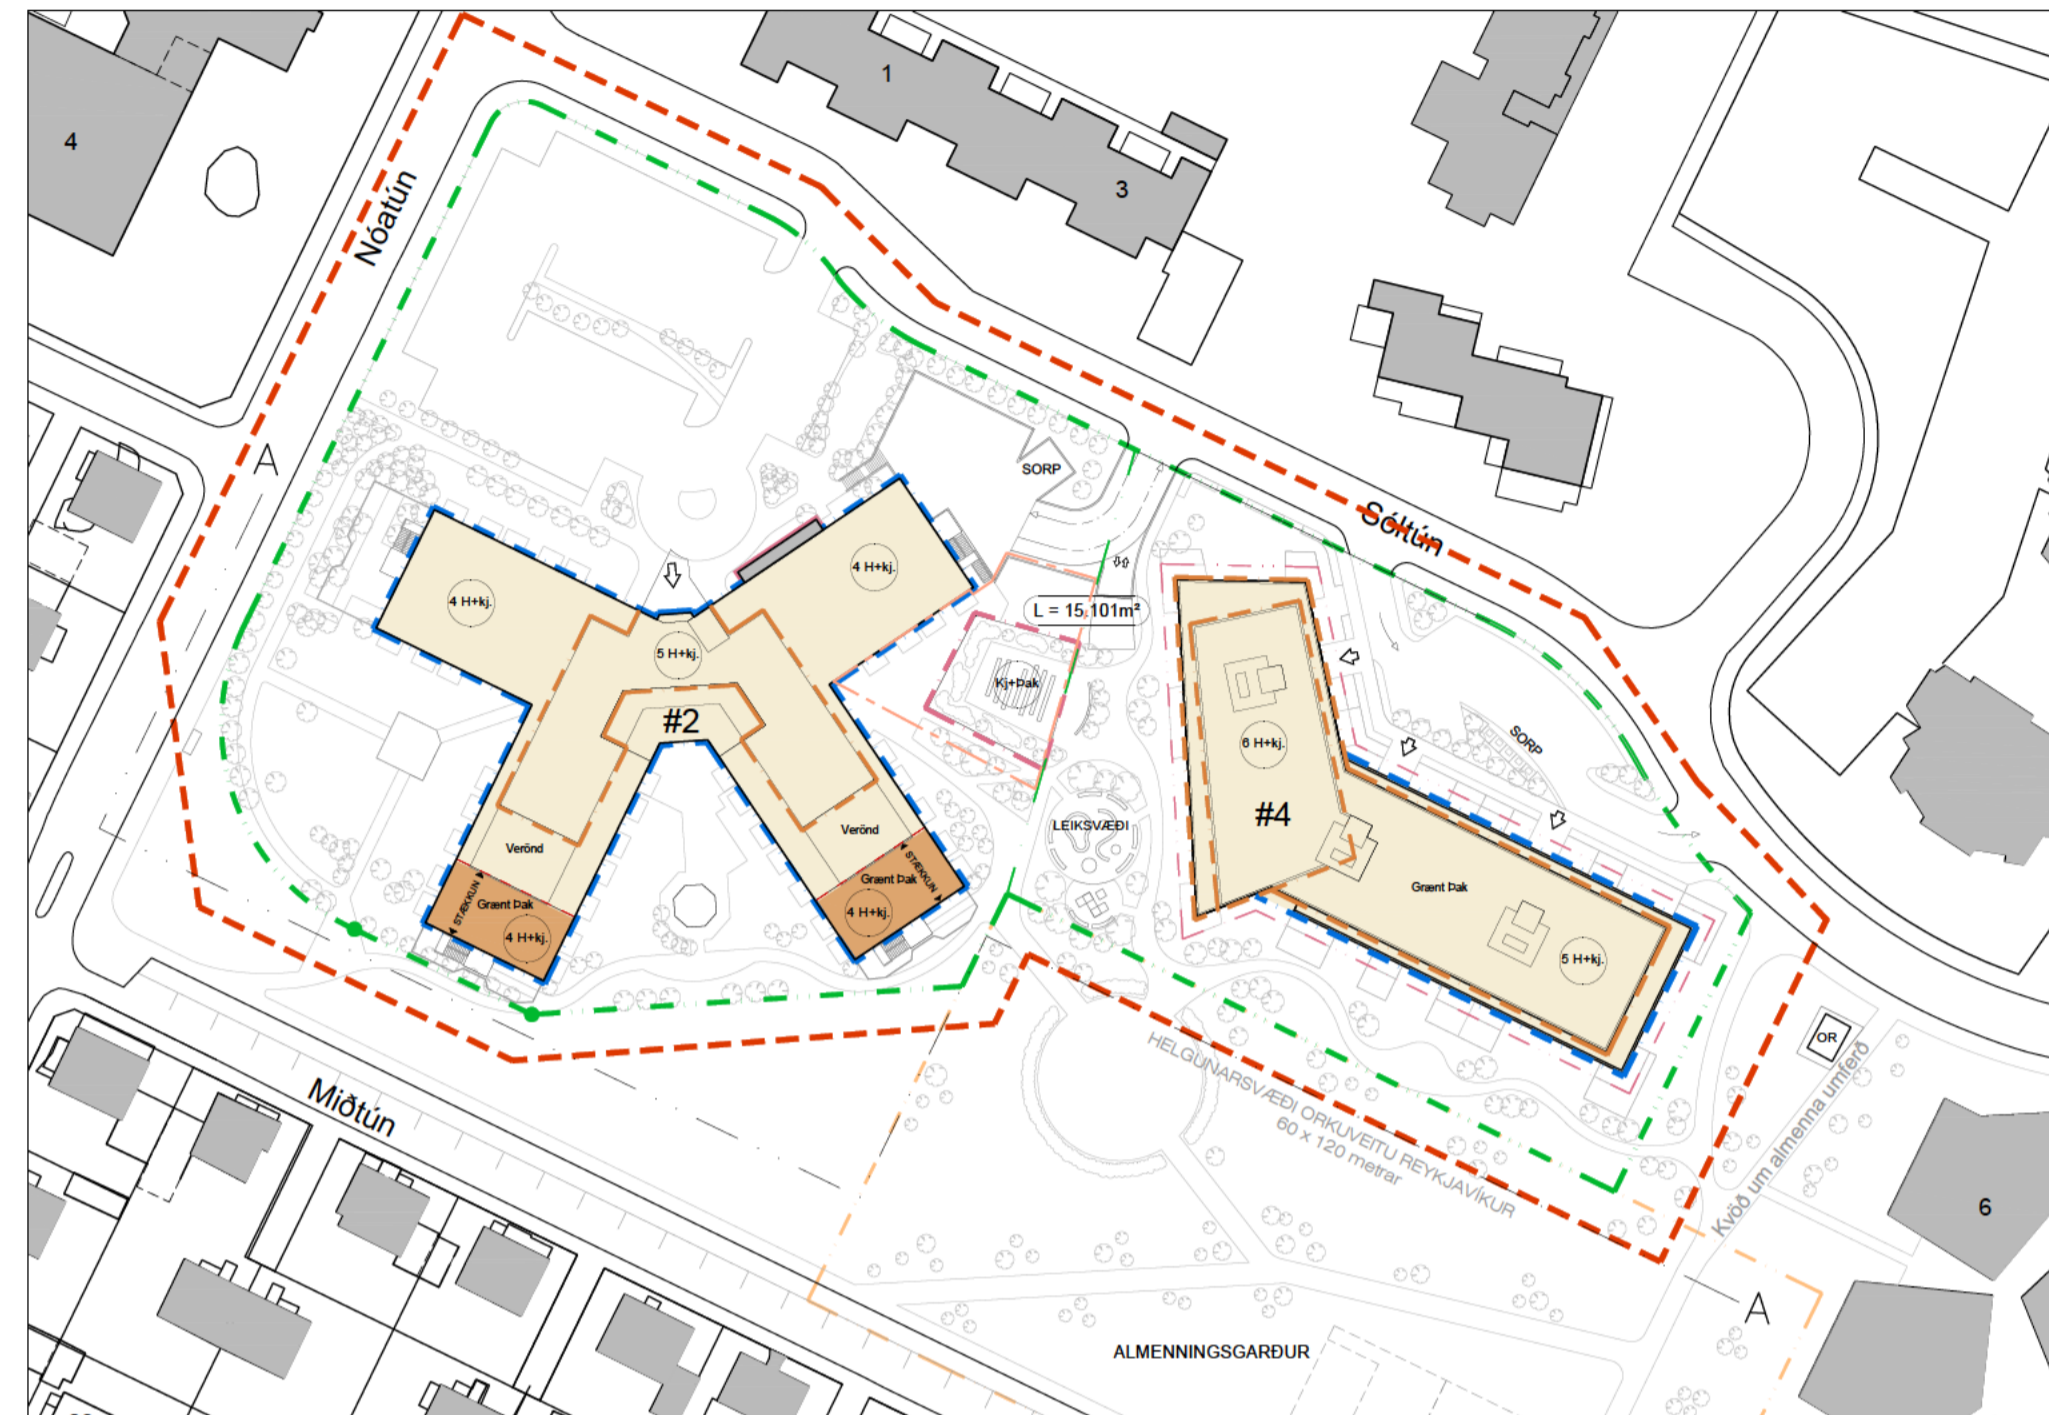 1
4
3
Nóatún
A
SORP
Sóltún
4 H+kj.
4 H+kj.
L = 15.101m²
5 H+kj.
Kj+Þak
#2
SORP
6 H+kj.
#4
LEIKSVÆÐI
Verönd
Verönd
STÆKKUN
Grænt Þak
4 H+kj.
STÆKKUN
Grænt Þak
4 H+kj.
Grænt Þak
5 H+kj.
OR
HELGUNARSVÆÐI ORKUVEITU REYKJAVÍKUR
60 x 120 metrar
Kvöð um almenna umferð
Miðtún
6
A
ALMENNINGSGARÐUR